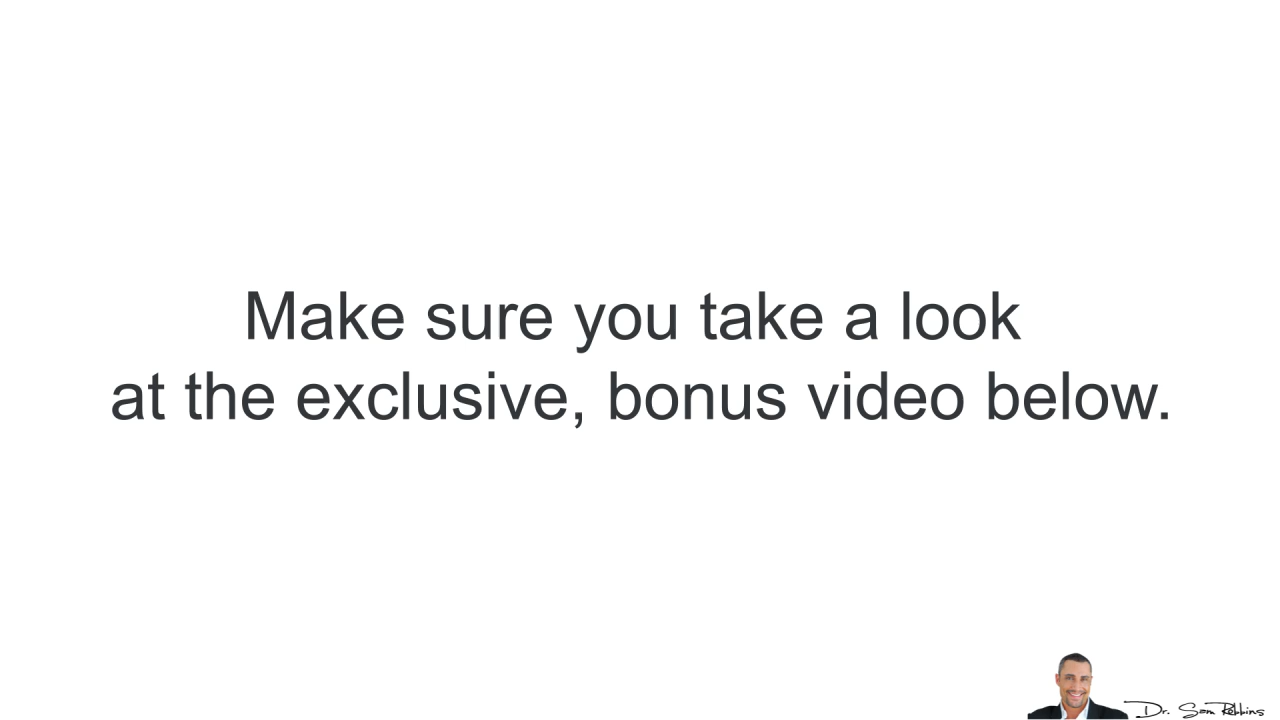 Make sure you take a look
at the exclusive, bonus video below.
Dr. Sam Robbins